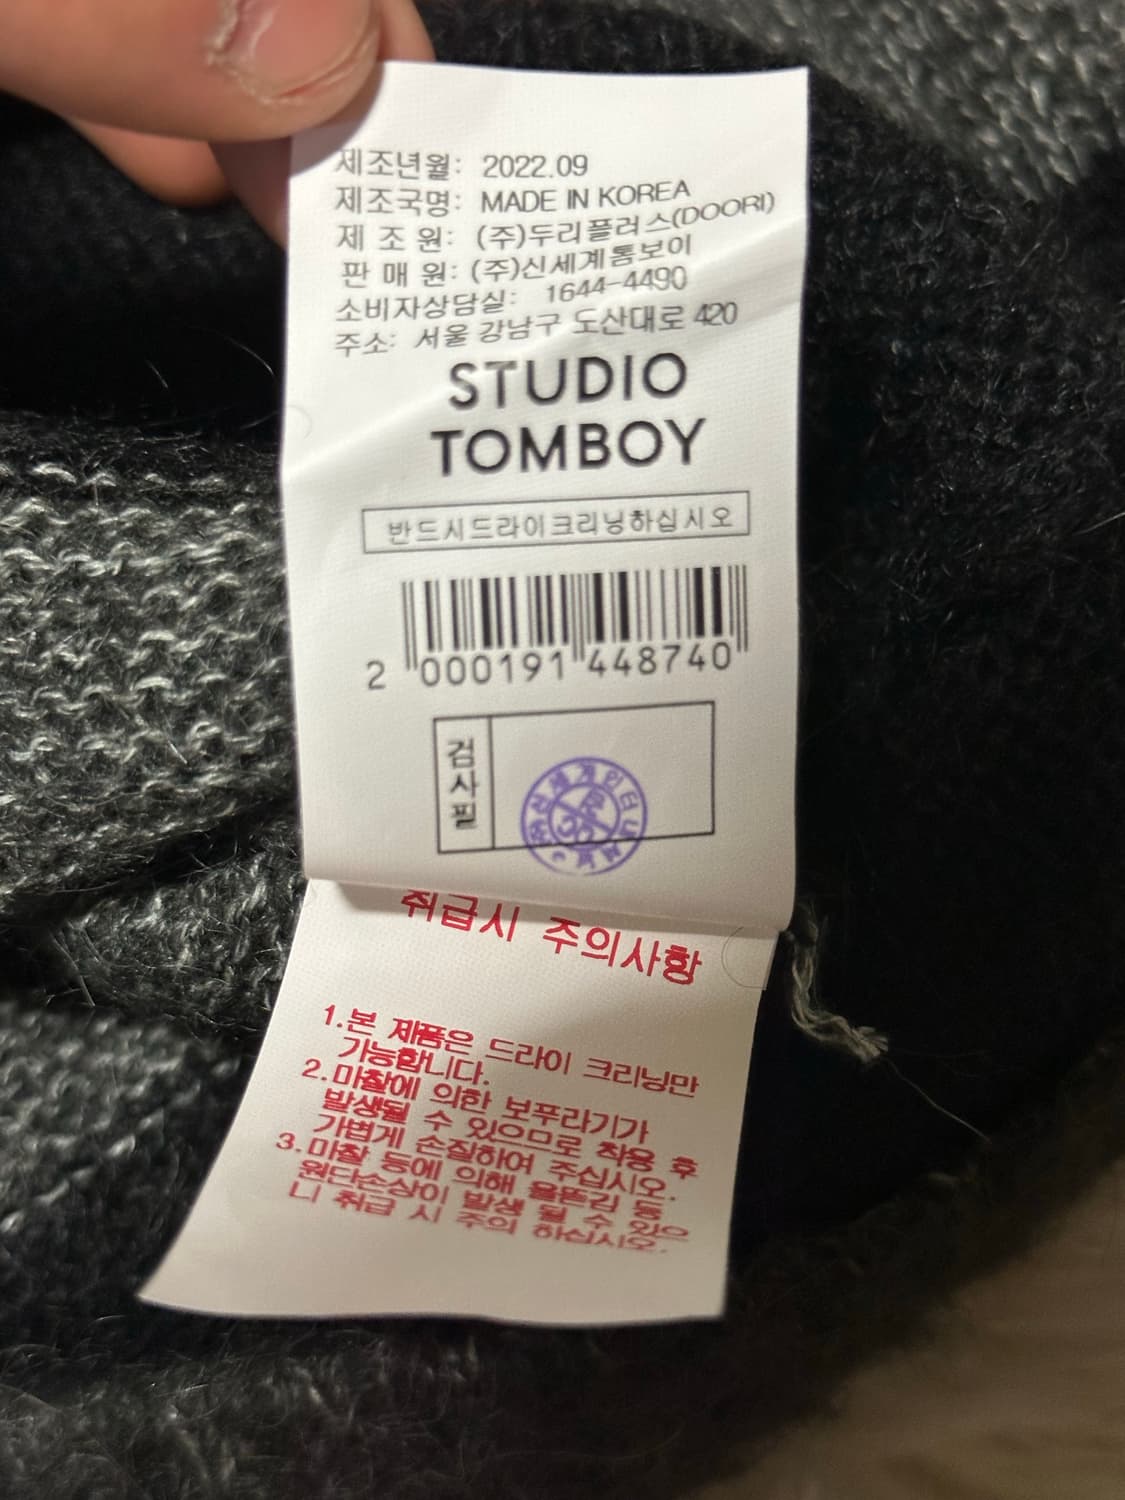 제조년월: 2022.09
제조국명: MADE IN KOREA
제 조 원: (주)두리플러스(DOORI)
판 매 원: (주)신세계톰보이
소비자상담실: 1644-4490
주소: 서울 강남구 도산대로 420
STUDIO
TOMBOY
반드시드라이크리닝하십시오
2 000191 448740
검사필
신세계인터
취급시 주의사항
1.본 제품은 드라이 크리닝만
가능합니다.
2.마찰에 의한 보푸라기가
발생될 수 있으므로 착용 후
가볍게 손질하여 주십시오.
3.마찰 등에 의해 올뜯김 등
원단손상이 발생 될 수 있으
니 취급 시 주의 하십시오.